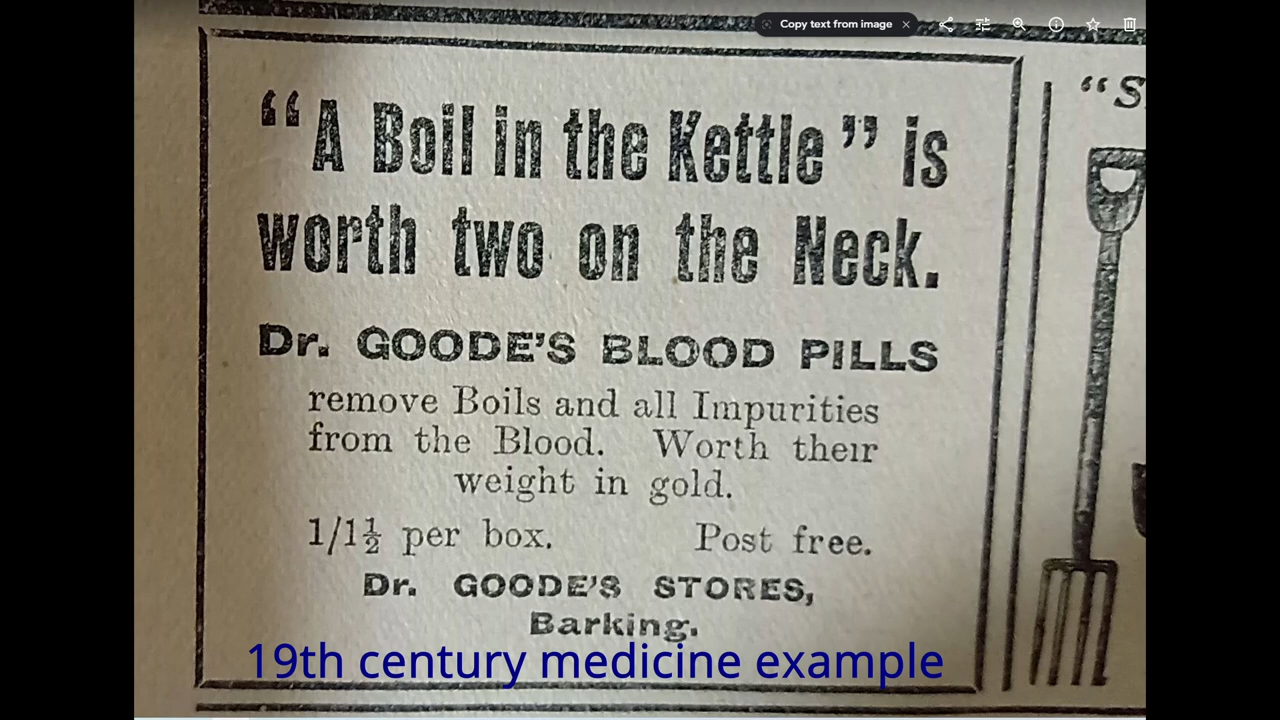 Copy text from image
“A Boil in the Kettle” is
worth two on the Neck.
Dr. GOODE’S BLOOD PILLS
remove Boils and all Impurities
from the Blood. Worth their
weight in gold.
1/1½ per box. Post free.
Dr. GOODE’S STORES,
Barking.
19th century medicine example
“S